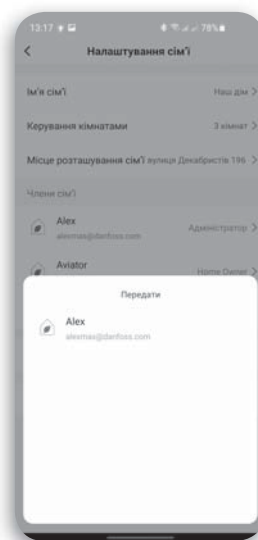 13:17 78%
Налаштування сім'ї
Ім'я сім'ї Наш дім
Керування кімнатами 3 кімнат
Місце розташування сім'ї вулиця Декабристів 196
Члени сім'ї
Alex
alexmax@danfoss.com
Адміністратор
Aviator
Home Owner
Передати
Alex
alexmax@danfoss.com